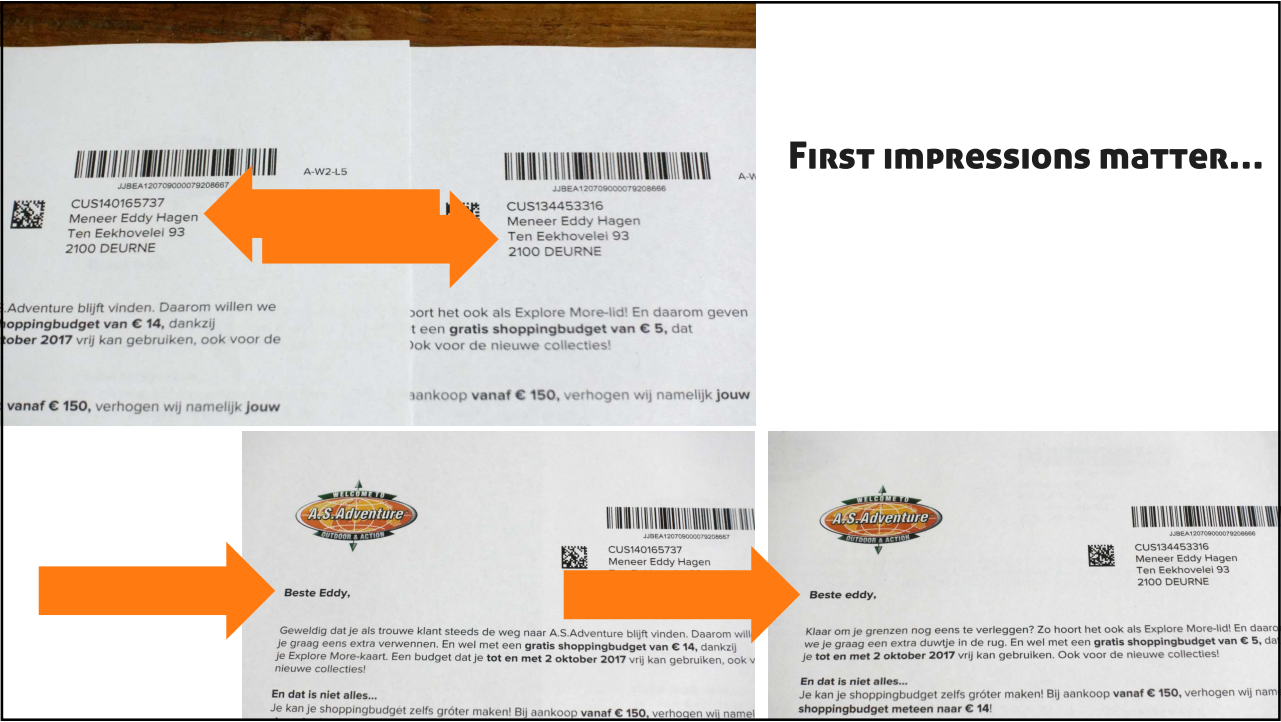 FIRST IMPRESSIONS MATTER...
JJBEA120709000079208667
A-W2-L5
CUS140165737
Meneer Eddy Hagen
Ten Eekhovelei 93
2100 DEURNE
.Adventure blijft vinden. Daarom willen we
hoppingbudget van € 14, dankzij
tober 2017 vrij kan gebruiken, ook voor de
vanaf € 150, verhogen wij namelijk jouw
JJBEA120709000079208666
A-W
CUS134453316
Meneer Eddy Hagen
Ten Eekhovelei 93
2100 DEURNE
oort het ook als Explore More-lid! En daarom geven
t een gratis shoppingbudget van € 5, dat
Ook voor de nieuwe collecties!
aankoop vanaf € 150, verhogen wij namelijk jouw
WELCOME TO
A.S.Adventure
OUTDOOR & ACTION
JJBEA120709000079208667
CUS140165737
Meneer Eddy Hagen
Beste Eddy,
Geweldig dat je als trouwe klant steeds de weg naar A.S.Adventure blijft vinden. Daarom will
je graag eens extra verwennen. En wel met een gratis shoppingbudget van € 14, dankzij
je Explore More-kaart. Een budget dat je tot en met 2 oktober 2017 vrij kan gebruiken, ook v
nieuwe collecties!
En dat is niet alles...
Je kan je shoppingbudget zelfs gróter maken! Bij aankoop vanaf € 150, verhogen wij namel
WELCOME TO
A.S.Adventure
OUTDOOR & ACTION
JJBEA120709000079208666
CUS134453316
Meneer Eddy Hagen
Ten Eekhovelei 93
2100 DEURNE
Beste eddy,
Klaar om je grenzen nog eens te verleggen? Zo hoort het ook als Explore More-lid! En daaro
we je graag een extra duwtje in de rug. En wel met een gratis shoppingbudget van € 5, da
je tot en met 2 oktober 2017 vrij kan gebruiken. Ook voor de nieuwe collecties!
En dat is niet alles...
Je kan je shoppingbudget zelfs gróter maken! Bij aankoop vanaf € 150, verhogen wij nam
shoppingbudget meteen naar € 14!